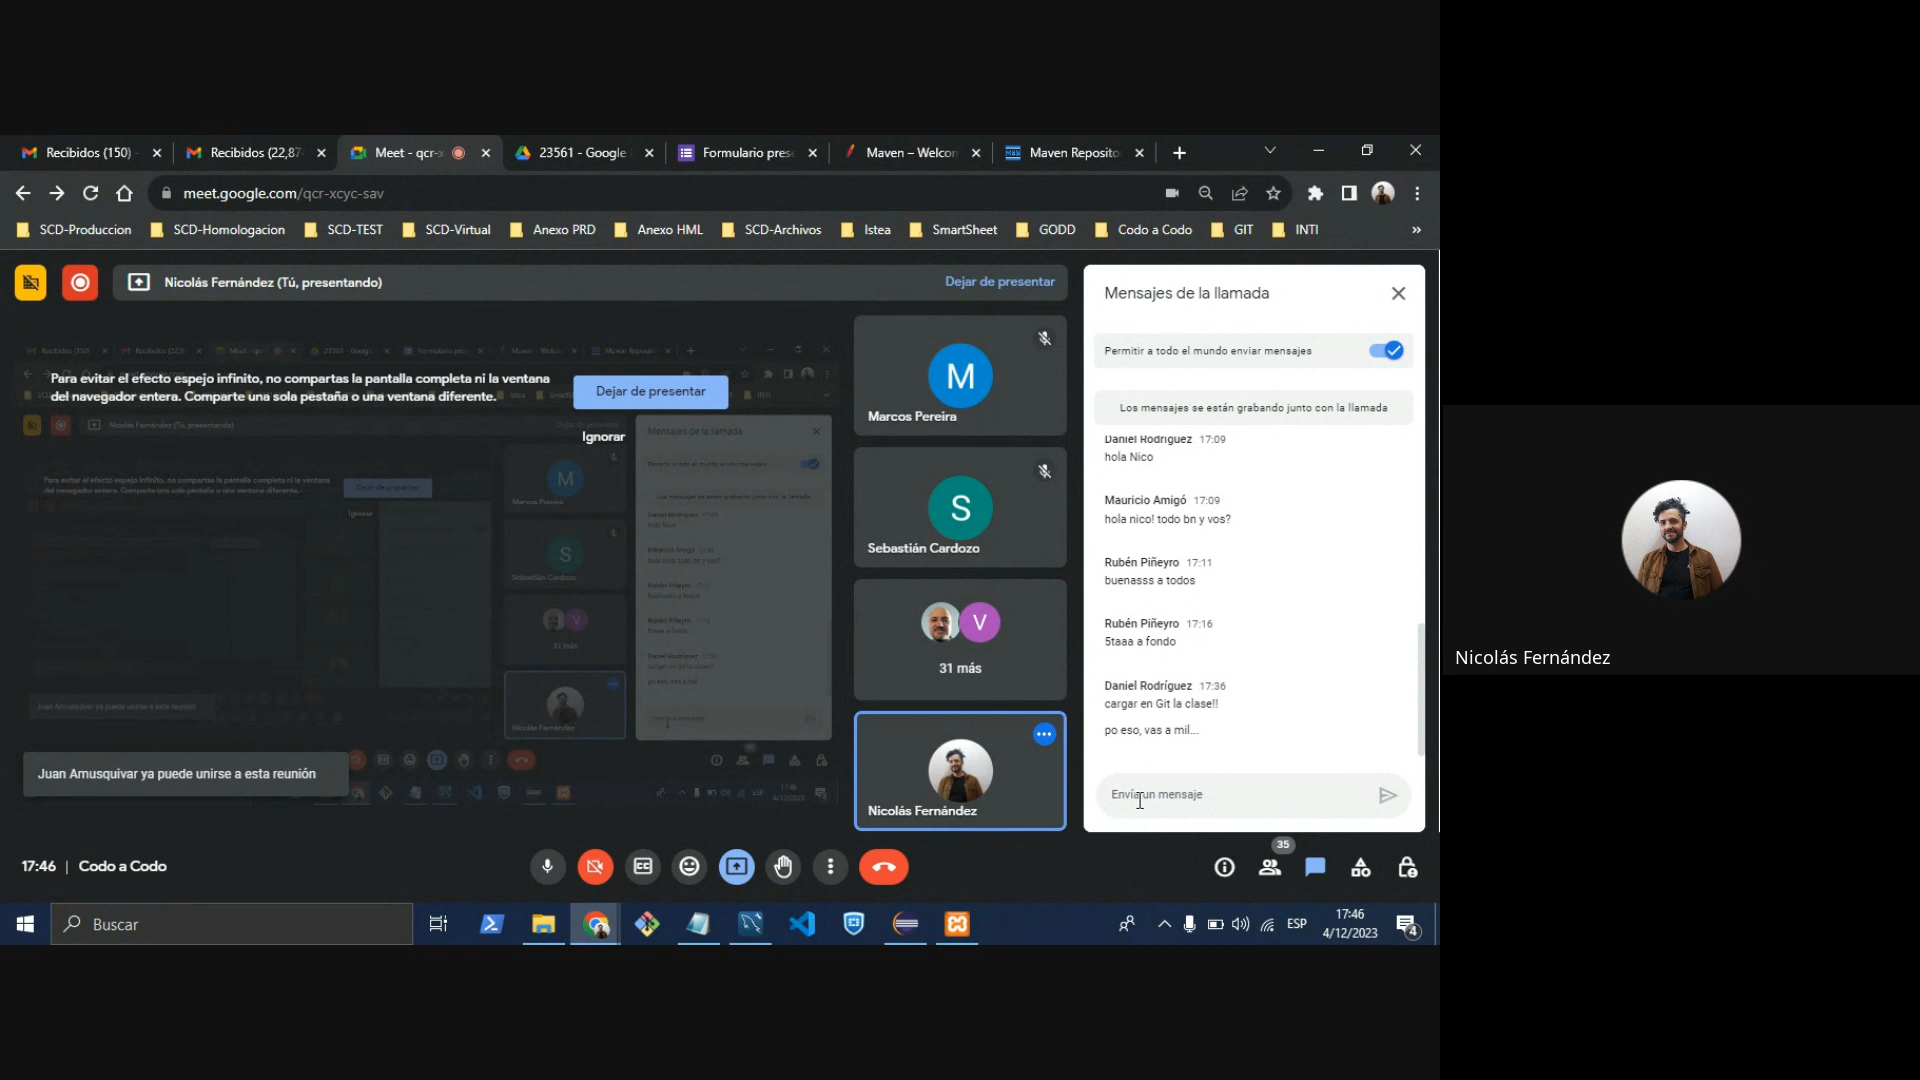 Recibidos (150)
Recibidos (22,87
Meet - qcr-x
23561 - Google
Formulario pres
Maven – Welcon
Maven Reposito
meet.google.com/qcr-xcyc-sav
SCD-Produccion
SCD-Homologacion
SCD-TEST
SCD-Virtual
Anexo PRD
Anexo HML
SCD-Archivos
Istea
SmartSheet
GODD
Codo a Codo
GIT
INTI
»
Nicolás Fernández (Tú, presentando)
Dejar de presentar
Para evitar el efecto espejo infinito, no compartas la pantalla completa ni la ventana
del navegador entera. Comparte una sola pestaña o una ventana diferente.
Dejar de presentar
Ignorar
Juan Amusquivar ya puede unirse a esta reunión
M
Marcos Pereira
S
Sebastián Cardozo
V
31 más
Nicolás Fernández
Mensajes de la llamada
Permitir a todo el mundo enviar mensajes
Los mensajes se están grabando junto con la llamada
Daniel Rodríguez 17:09
hola Nico
Mauricio Amigó 17:09
hola nico! todo bn y vos?
Rubén Piñeyro 17:11
buenasss a todos
Rubén Piñeyro 17:16
5taaa a fondo
Daniel Rodríguez 17:36
cargar en Git la clase!!
po eso, vas a mil...
Envía un mensaje
Nicolás Fernández
17:46 | Codo a Codo
35
Buscar
ESP
17:46
4/12/2023
4